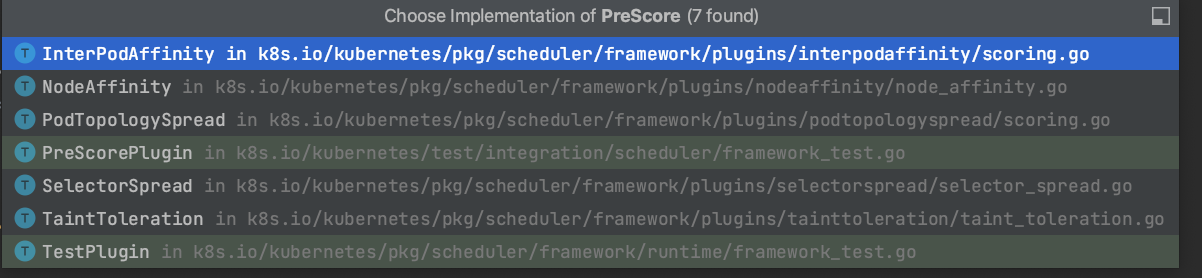 Choose Implementation of PreScore (7 found)
T InterPodAffinity in k8s.io/kubernetes/pkg/scheduler/framework/plugins/interpodaffinity/scoring.go
T NodeAffinity in k8s.io/kubernetes/pkg/scheduler/framework/plugins/nodeaffinity/node_affinity.go
T PodTopologySpread in k8s.io/kubernetes/pkg/scheduler/framework/plugins/podtopologyspread/scoring.go
T PreScorePlugin in k8s.io/kubernetes/test/integration/scheduler/framework_test.go
T SelectorSpread in k8s.io/kubernetes/pkg/scheduler/framework/plugins/selectorspread/selector_spread.go
T TaintToleration in k8s.io/kubernetes/pkg/scheduler/framework/plugins/tainttoleration/taint_toleration.go
T TestPlugin in k8s.io/kubernetes/pkg/scheduler/framework/runtime/framework_test.go